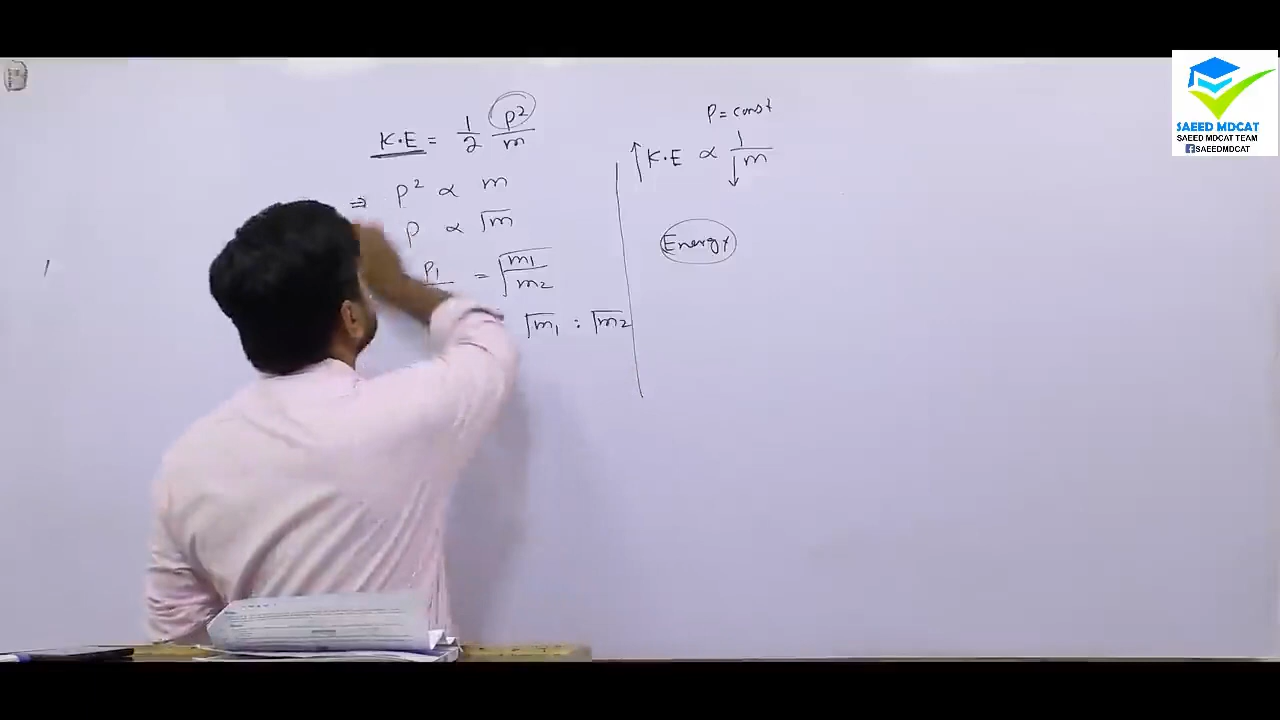 K.E = 1/2 p²/m
⇒ p² ∝ m
p ∝ √m
p₁ = √m₁/m₂
√m₁ : √m₂
P = const
↑ K.E ∝ 1/↓m
Energy
SAEED MDCAT
SAEED MDCAT TEAM
SAEEDMDCAT